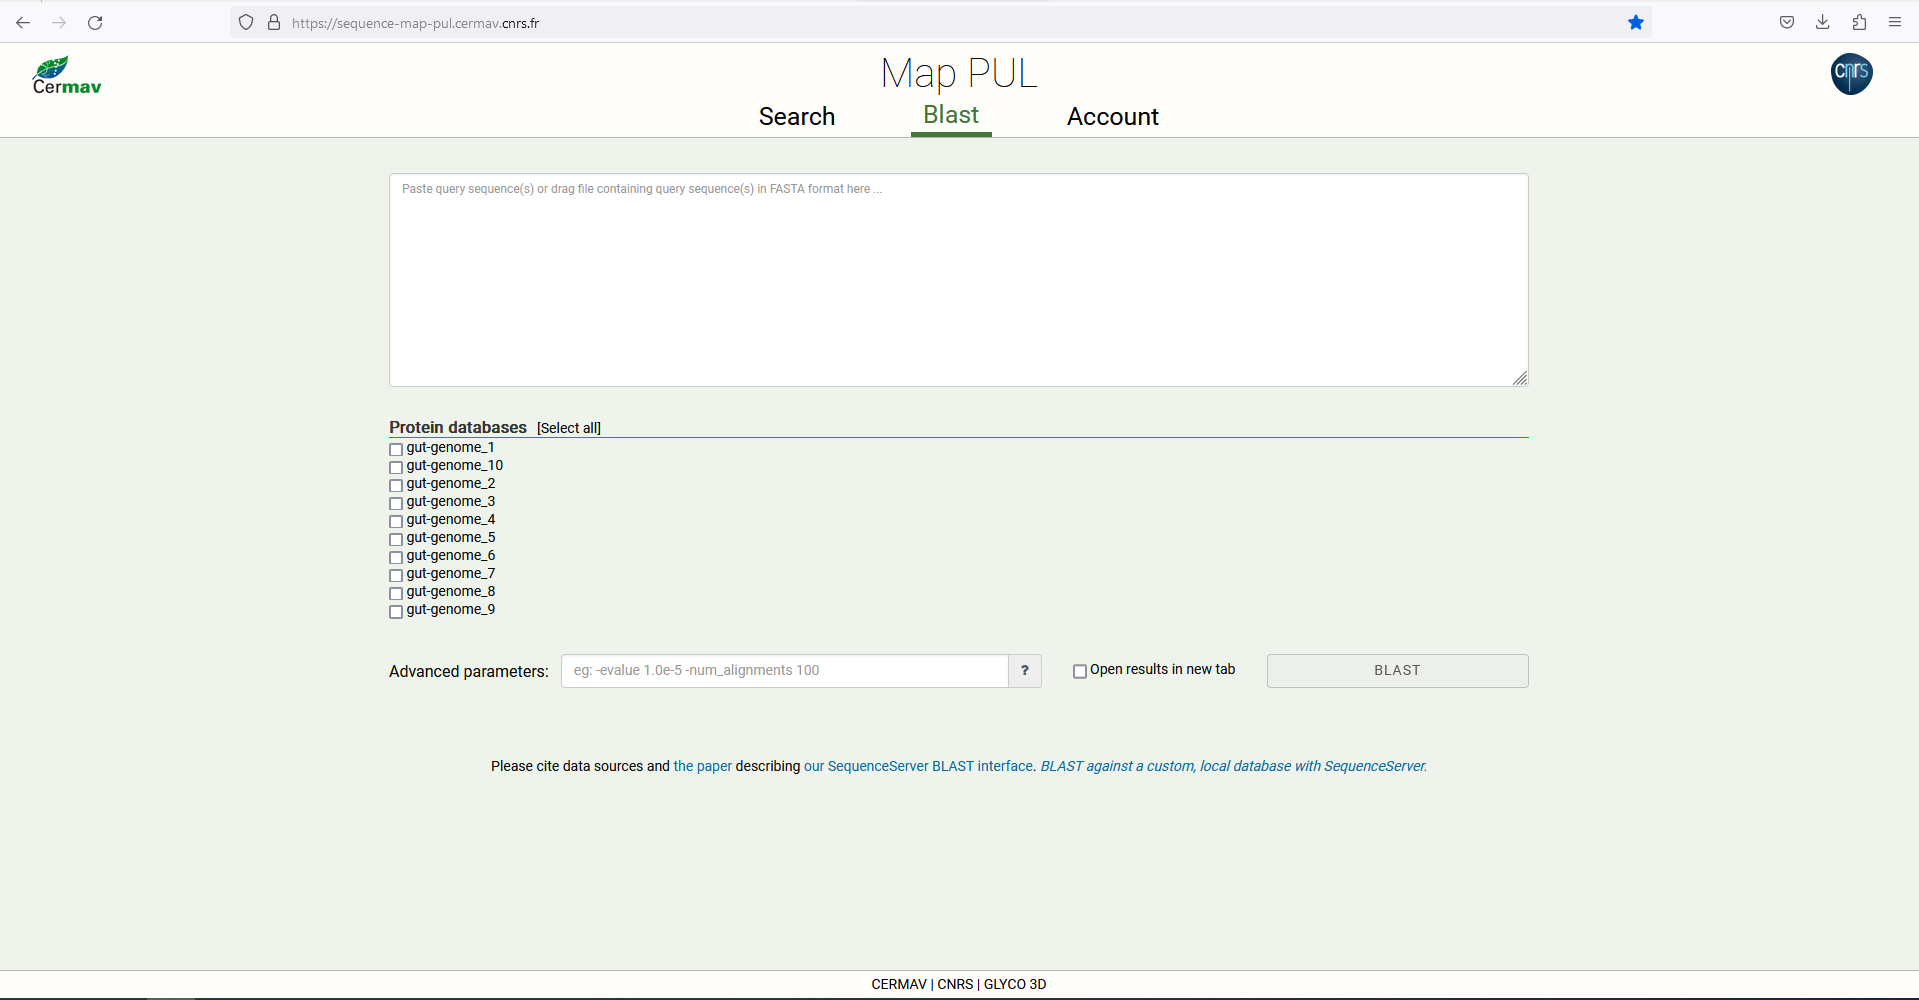 https://sequence-map-pul.cermav.cnrs.fr
Cermav
Map PUL
cnrs
Search Blast Account
Paste query sequence(s) or drag file containing query sequence(s) in FASTA format here ...
Protein databases [Select all]
gut-genome_1
gut-genome_10
gut-genome_2
gut-genome_3
gut-genome_4
gut-genome_5
gut-genome_6
gut-genome_7
gut-genome_8
gut-genome_9
Advanced parameters: eg: -evalue 1.0e-5 -num_alignments 100 ? Open results in new tab BLAST
Please cite data sources and the paper describing our SequenceServer BLAST interface. BLAST against a custom, local database with SequenceServer.
CERMAV | CNRS | GLYCO 3D